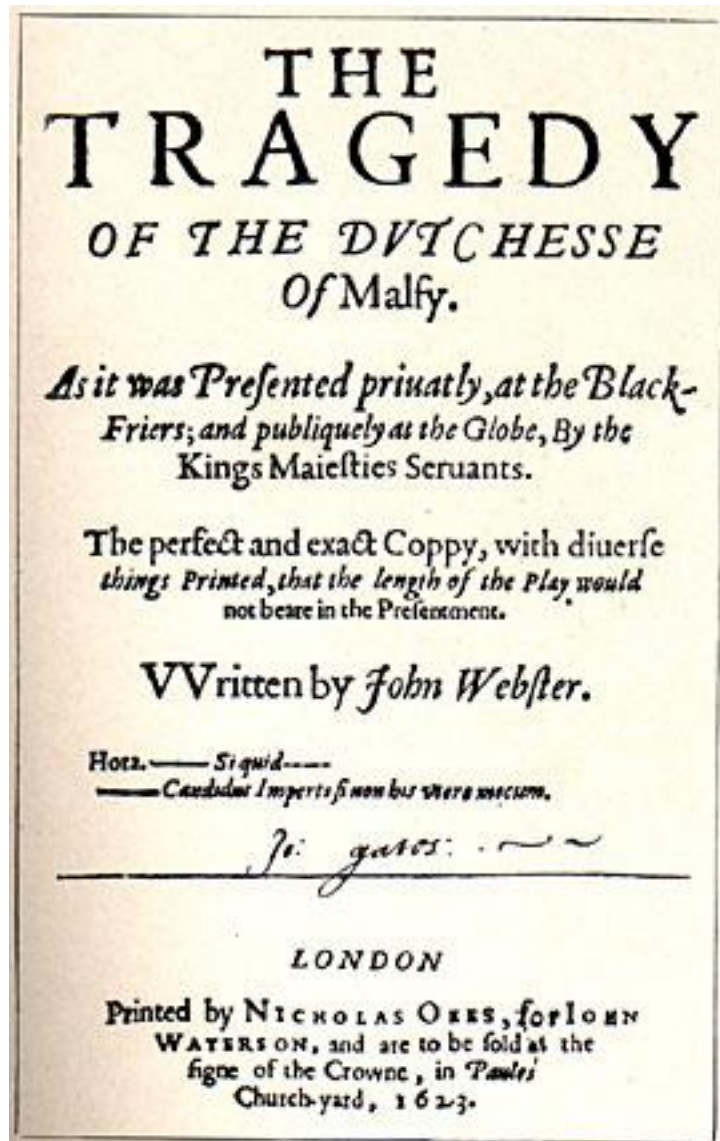 THE
TRAGEDY
OF THE DVTCHESSE
Of Malfy.
As it was Preſented priuatly, at the Black-
Friers; and publiquely at the Globe, By the
Kings Maieſties Seruants.
The perfect and exact Coppy, with diuerſe
things Printed, that the length of the Play would
not beare in the Preſentment.
VVritten by John Webſter.
Hora.——Si quid----
——Candidus Imperti ſi non his vtere mecum.
Jo: gates:
LONDON
Printed by NICHOLAS OKES, for IOHN
WATERSON, and are to be ſold at the
ſigne of the Crowne, in Paules
Church-yard, 1623.